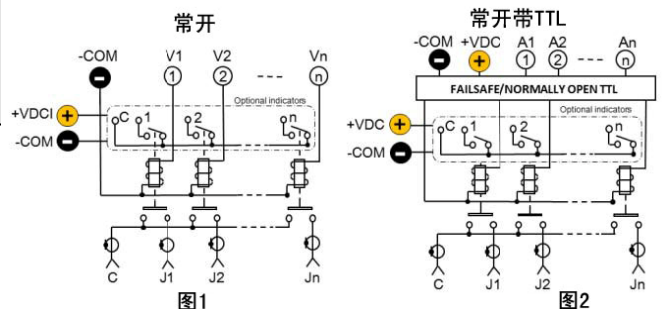 常开
-COM V1 V2 Vn
1 2 n
Optional indicators
+VDCI
-COM
C 1 2 n
C J1 J2 Jn
图1
常开带TTL
-COM +VDC A1 A2 An
1 2 n
FAILSAFE/NORMALLY OPEN TTL
Optional indicators
+VDC
-COM
C 1 2 n
C J1 J2 Jn
图2